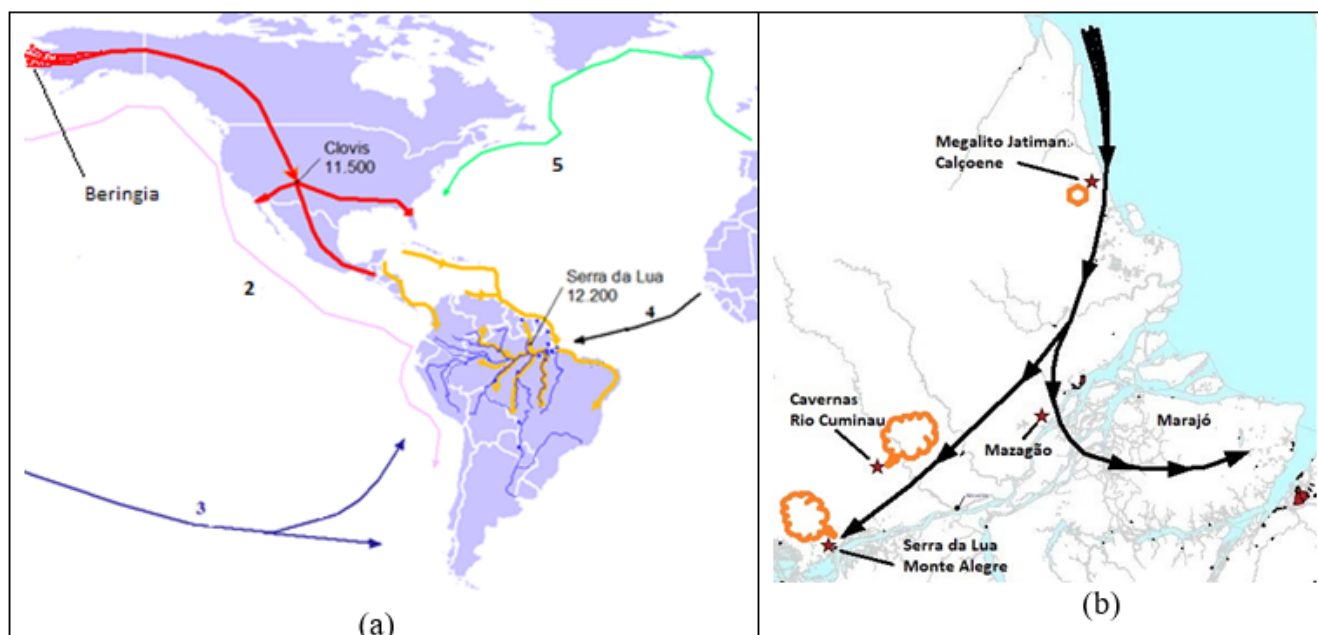 Clovis
11.500
5
Beringia
2
Serra da Lua
12.200
4
3
(a)
Megalito Jatiman
Calçoene
Cavernas
Rio Cuminau
Mazagão
Marajó
Serra da Lua
Monte Alegre
(b)